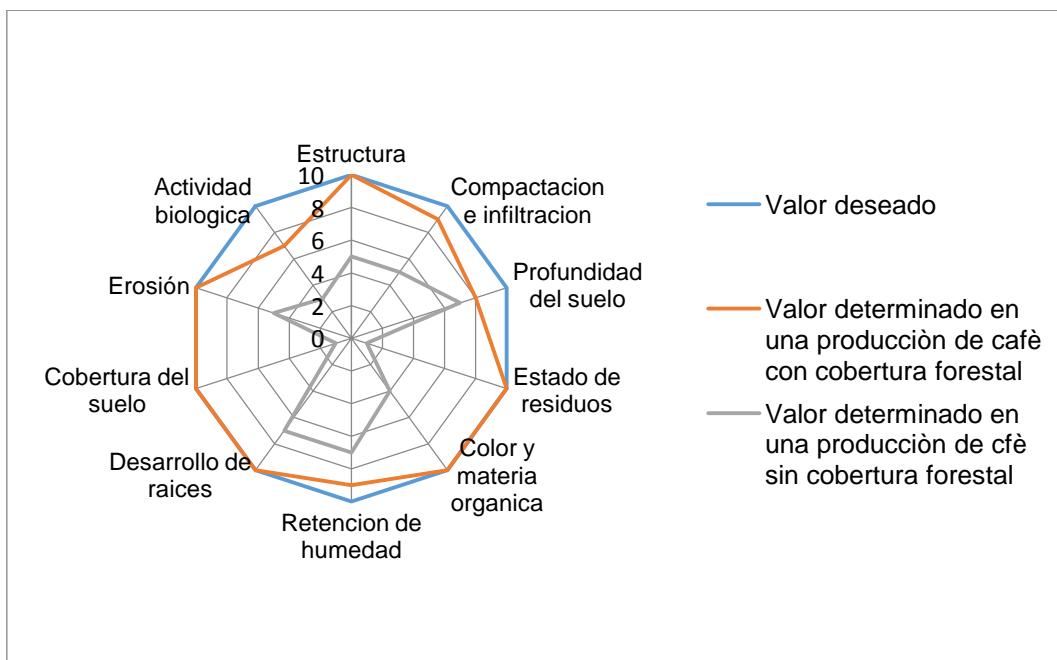 Estructura
10
8
6
4
2
0
Compactacion
e infiltracion
Profundidad
del suelo
Estado de
residuos
Color y
materia
organica
Retencion de
humedad
Desarrollo de
raices
Cobertura del
suelo
Erosión
Actividad
biologica
Valor deseado
Valor determinado en
una producciòn de cafè
con cobertura forestal
Valor determinado en
una producciòn de cfè
sin cobertura forestal